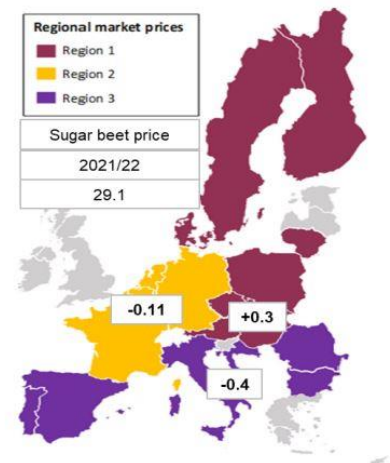 Regional market prices
Region 1
Region 2
Region 3
Sugar beet price
2021/22
29.1
-0.11
+0.3
-0.4